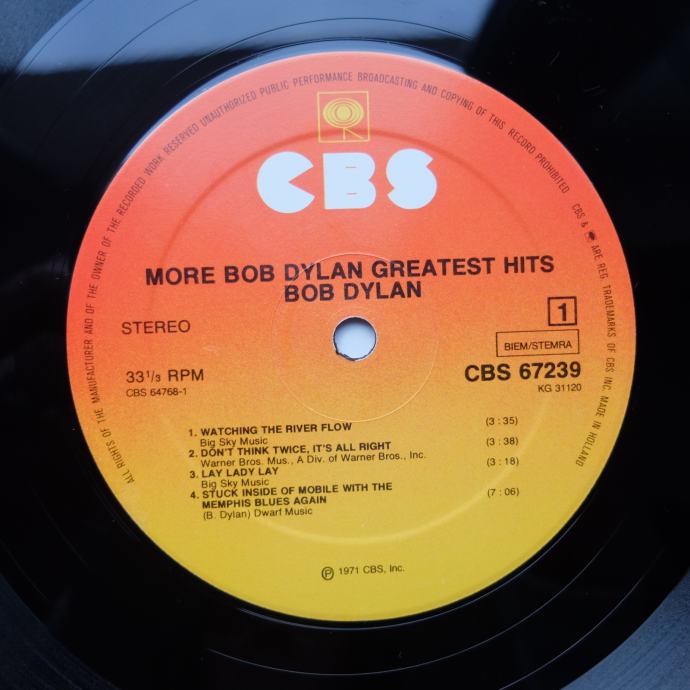 ALL RIGHTS OF THE MANUFACTURER AND OF THE OWNER OF THE RECORDED WORK RESERVED UNAUTHORIZED PUBLIC PERFORMANCE BROADCASTING AND COPYING OF THIS RECORD PROHIBITED
CBS & ARE REG. TRADEMARKS OF CBS INC. MADE IN HOLLAND
CBS
MORE BOB DYLAN GREATEST HITS
BOB DYLAN
STEREO
1
BIEM/STEMRA
33 1/3 RPM
CBS 67239
CBS 64768-1
KG 31120
1. WATCHING THE RIVER FLOW (3 : 35)
Big Sky Music
2. DON'T THINK TWICE, IT'S ALL RIGHT (3 : 38)
Warner Bros. Mus., A Div. of Warner Bros., Inc.
3. LAY LADY LAY (3 : 18)
Big Sky Music
4. STUCK INSIDE OF MOBILE WITH THE (7 : 06)
MEMPHIS BLUES AGAIN
(B. Dylan) Dwarf Music
℗ 1971 CBS, Inc.